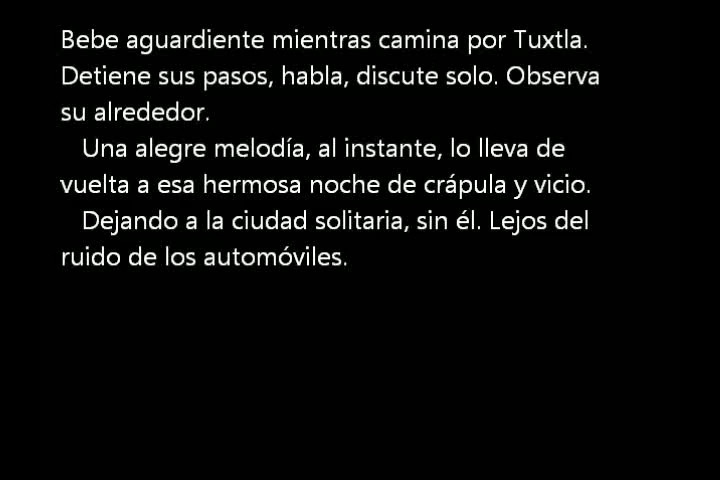 Bebe aguardiente mientras camina por Tuxtla.
Detiene sus pasos, habla, discute solo. Observa
su alrededor.
Una alegre melodía, al instante, lo lleva de
vuelta a esa hermosa noche de crápula y vicio.
Dejando a la ciudad solitaria, sin él. Lejos del
ruido de los automóviles.